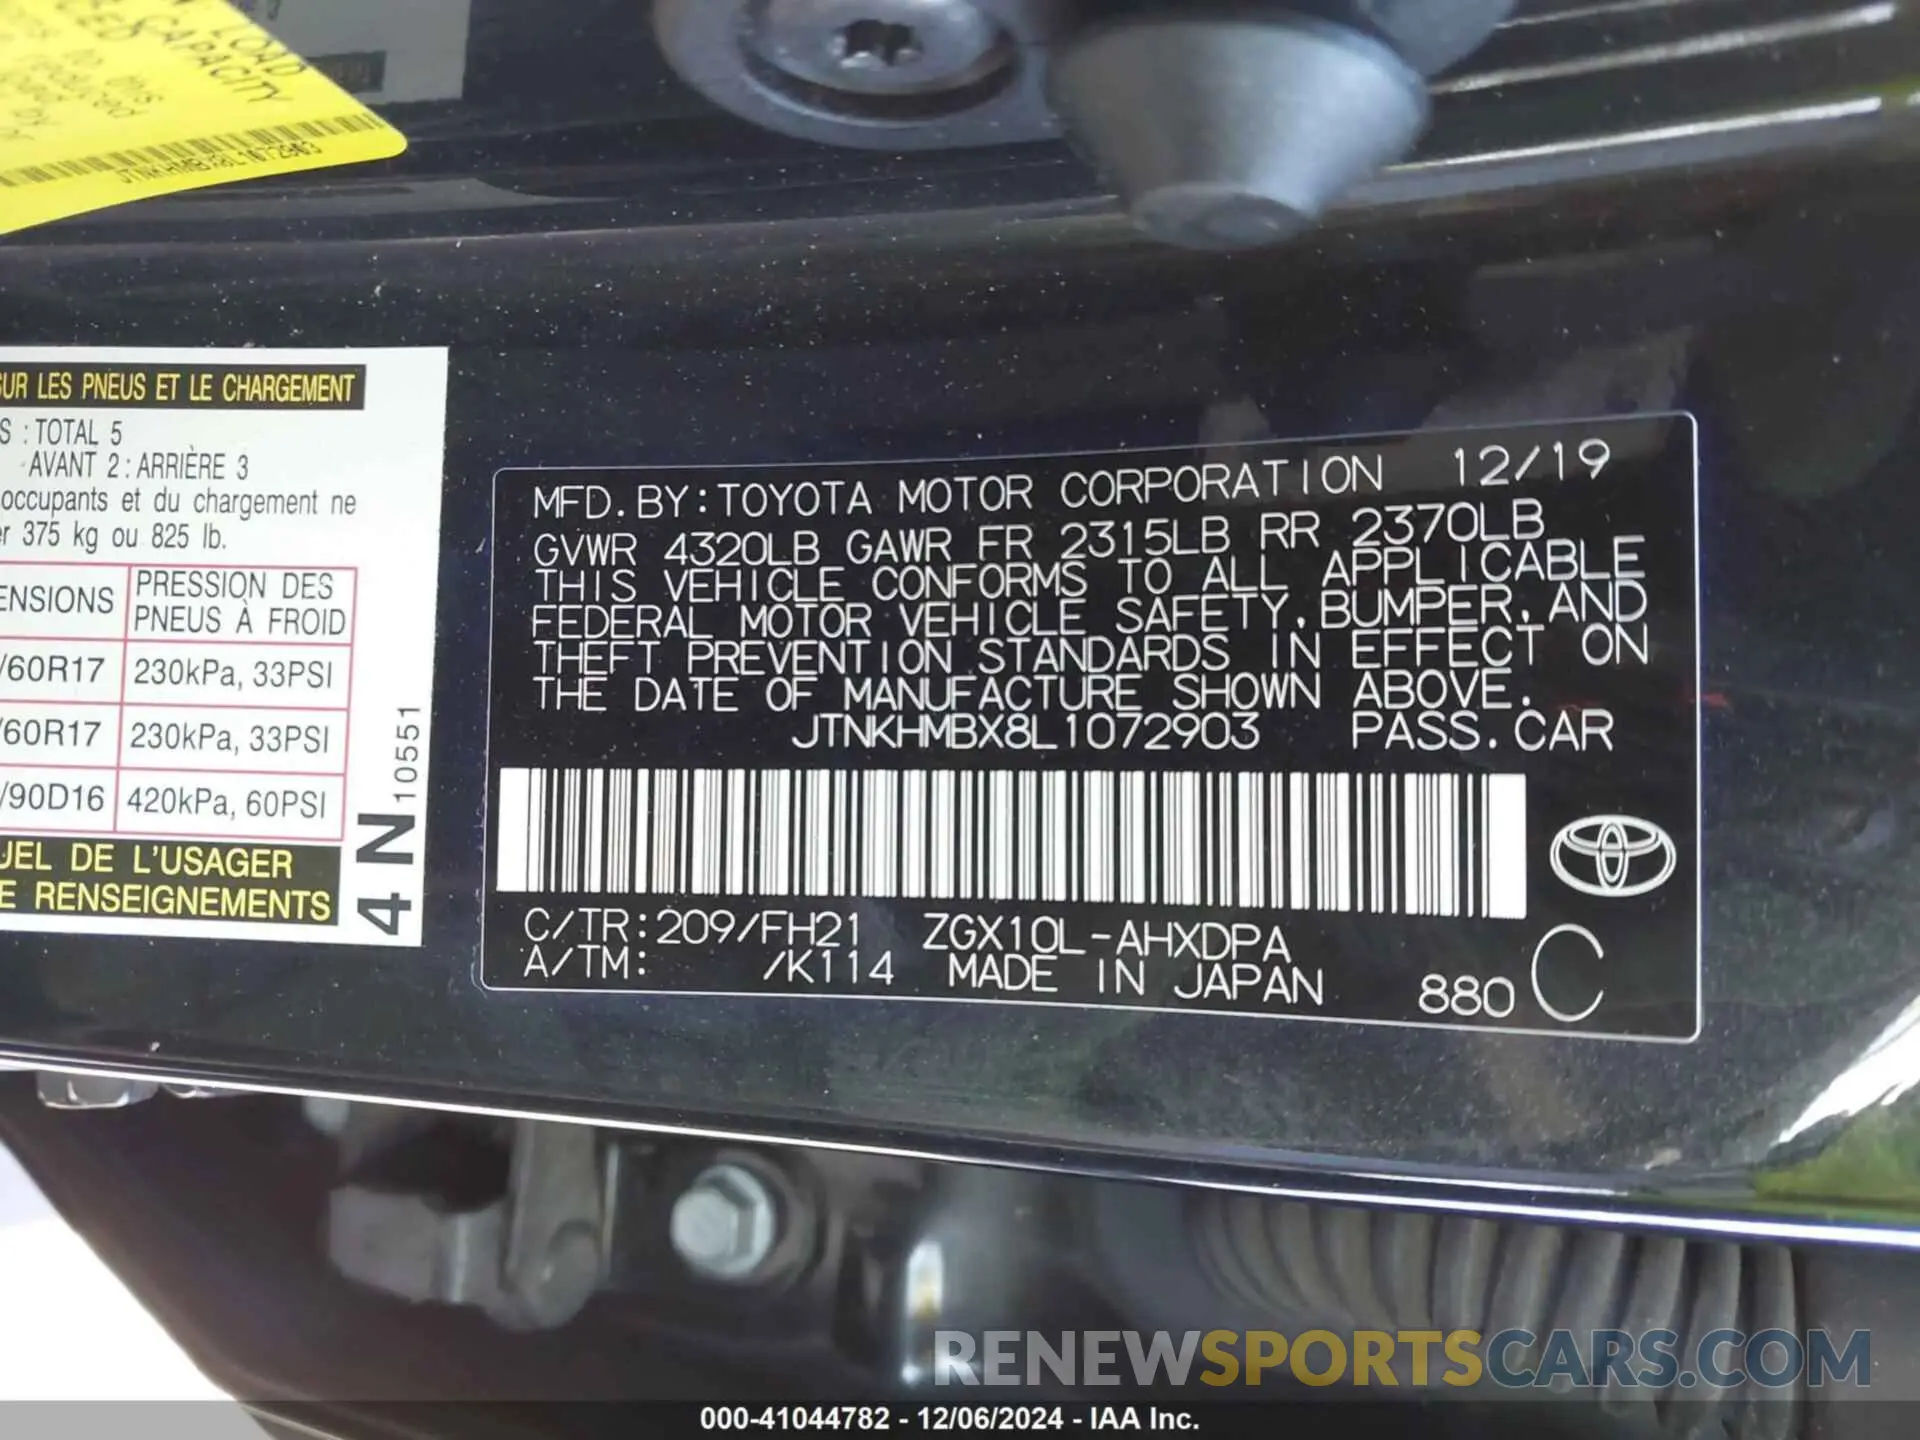 LOAD
CAPACITY
JTNKHMBX8L1072903
SUR LES PNEUS ET LE CHARGEMENT
S : TOTAL 5
AVANT 2 : ARRIÈRE 3
occupants et du chargement ne
er 375 kg ou 825 lb.
ENSIONS PRESSION DES PNEUS À FROID
/60R17 230kPa, 33PSI
/60R17 230kPa, 33PSI
/90D16 420kPa, 60PSI
UEL DE L'USAGER
E RENSEIGNEMENTS
4N 10551
MFD. BY: TOYOTA MOTOR CORPORATION 12/19
GVWR 4320LB GAWR FR 2315LB RR 2370LB
THIS VEHICLE CONFORMS TO ALL APPLICABLE
FEDERAL MOTOR VEHICLE SAFETY, BUMPER, AND
THEFT PREVENTION STANDARDS IN EFFECT ON
THE DATE OF MANUFACTURE SHOWN ABOVE.
JTNKHMBX8L1072903 PASS. CAR
C/TR: 209/FH21 ZGX10L-AHXDPA
A/TM: /K114 MADE IN JAPAN 880 C
RENEWSPORTSCARS.COM
000-41044782 - 12/06/2024 - IAA Inc.